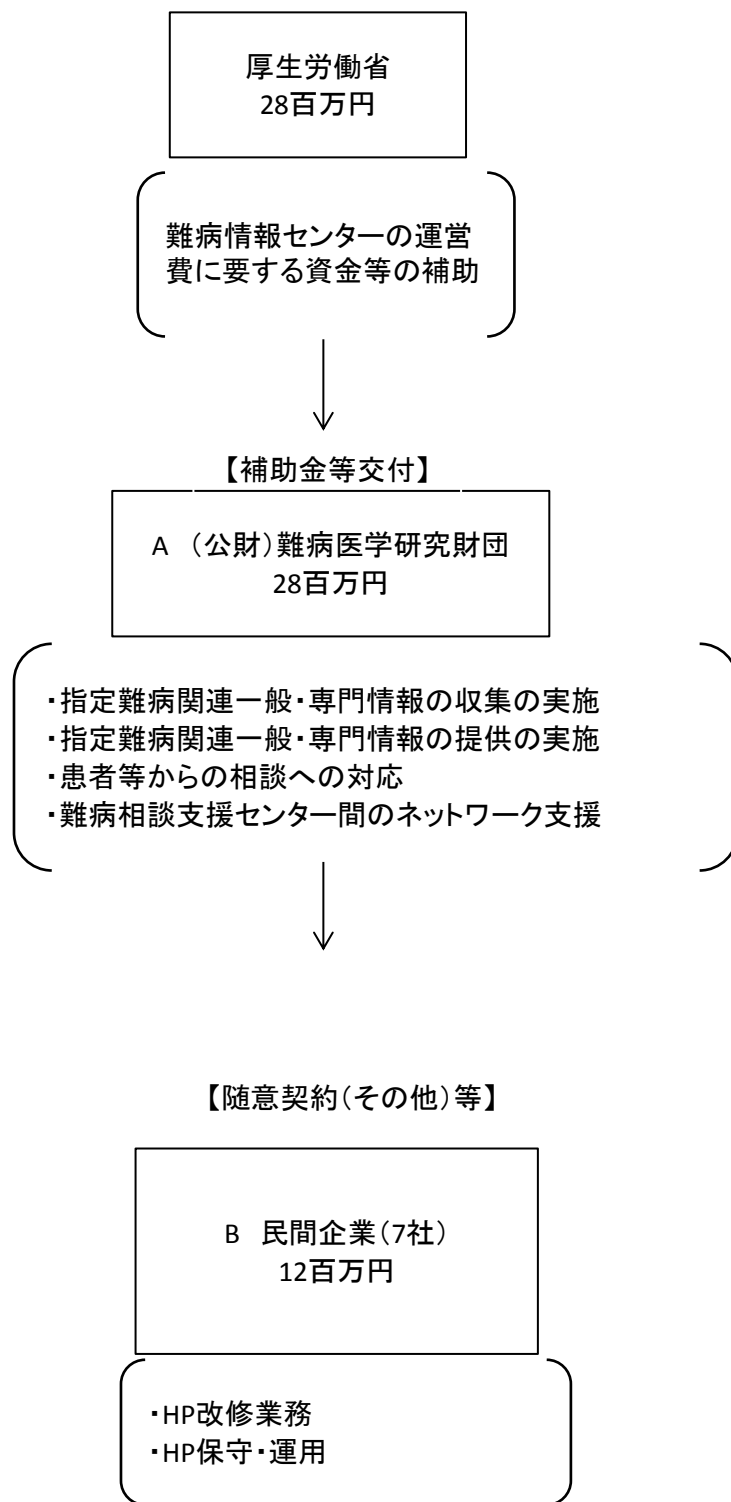 厚生労働省
28百万円
難病情報センターの運営
費に要する資金等の補助
【補助金等交付】
A （公財）難病医学研究財団
28百万円
・指定難病関連一般・専門情報の収集の実施
・指定難病関連一般・専門情報の提供の実施
・患者等からの相談への対応
・難病相談支援センター間のネットワーク支援
【随意契約（その他）等】
B 民間企業（7社）
12百万円
・HP改修業務
・HP保守・運用